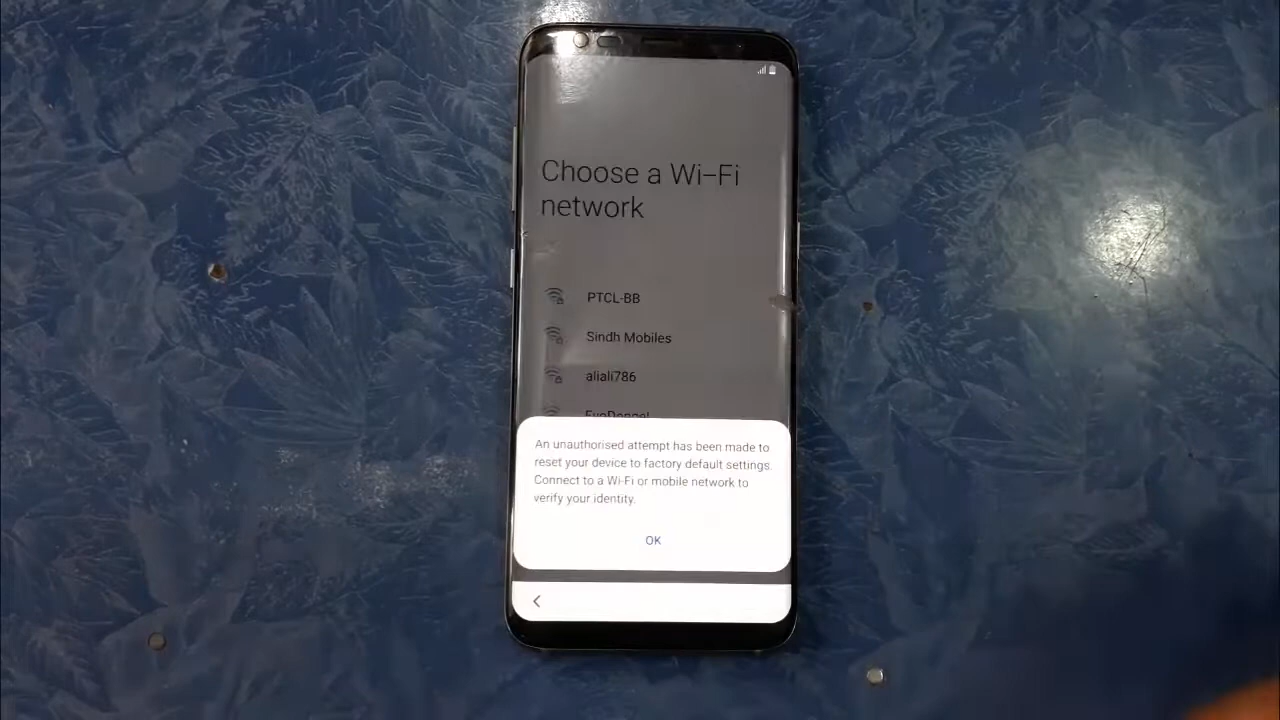 Choose a Wi-Fi
network
PTCL-BB
Sindh Mobiles
aliali786
An unauthorised attempt has been made to
reset your device to factory default settings.
Connect to a Wi-Fi or mobile network to
verify your identity.
OK